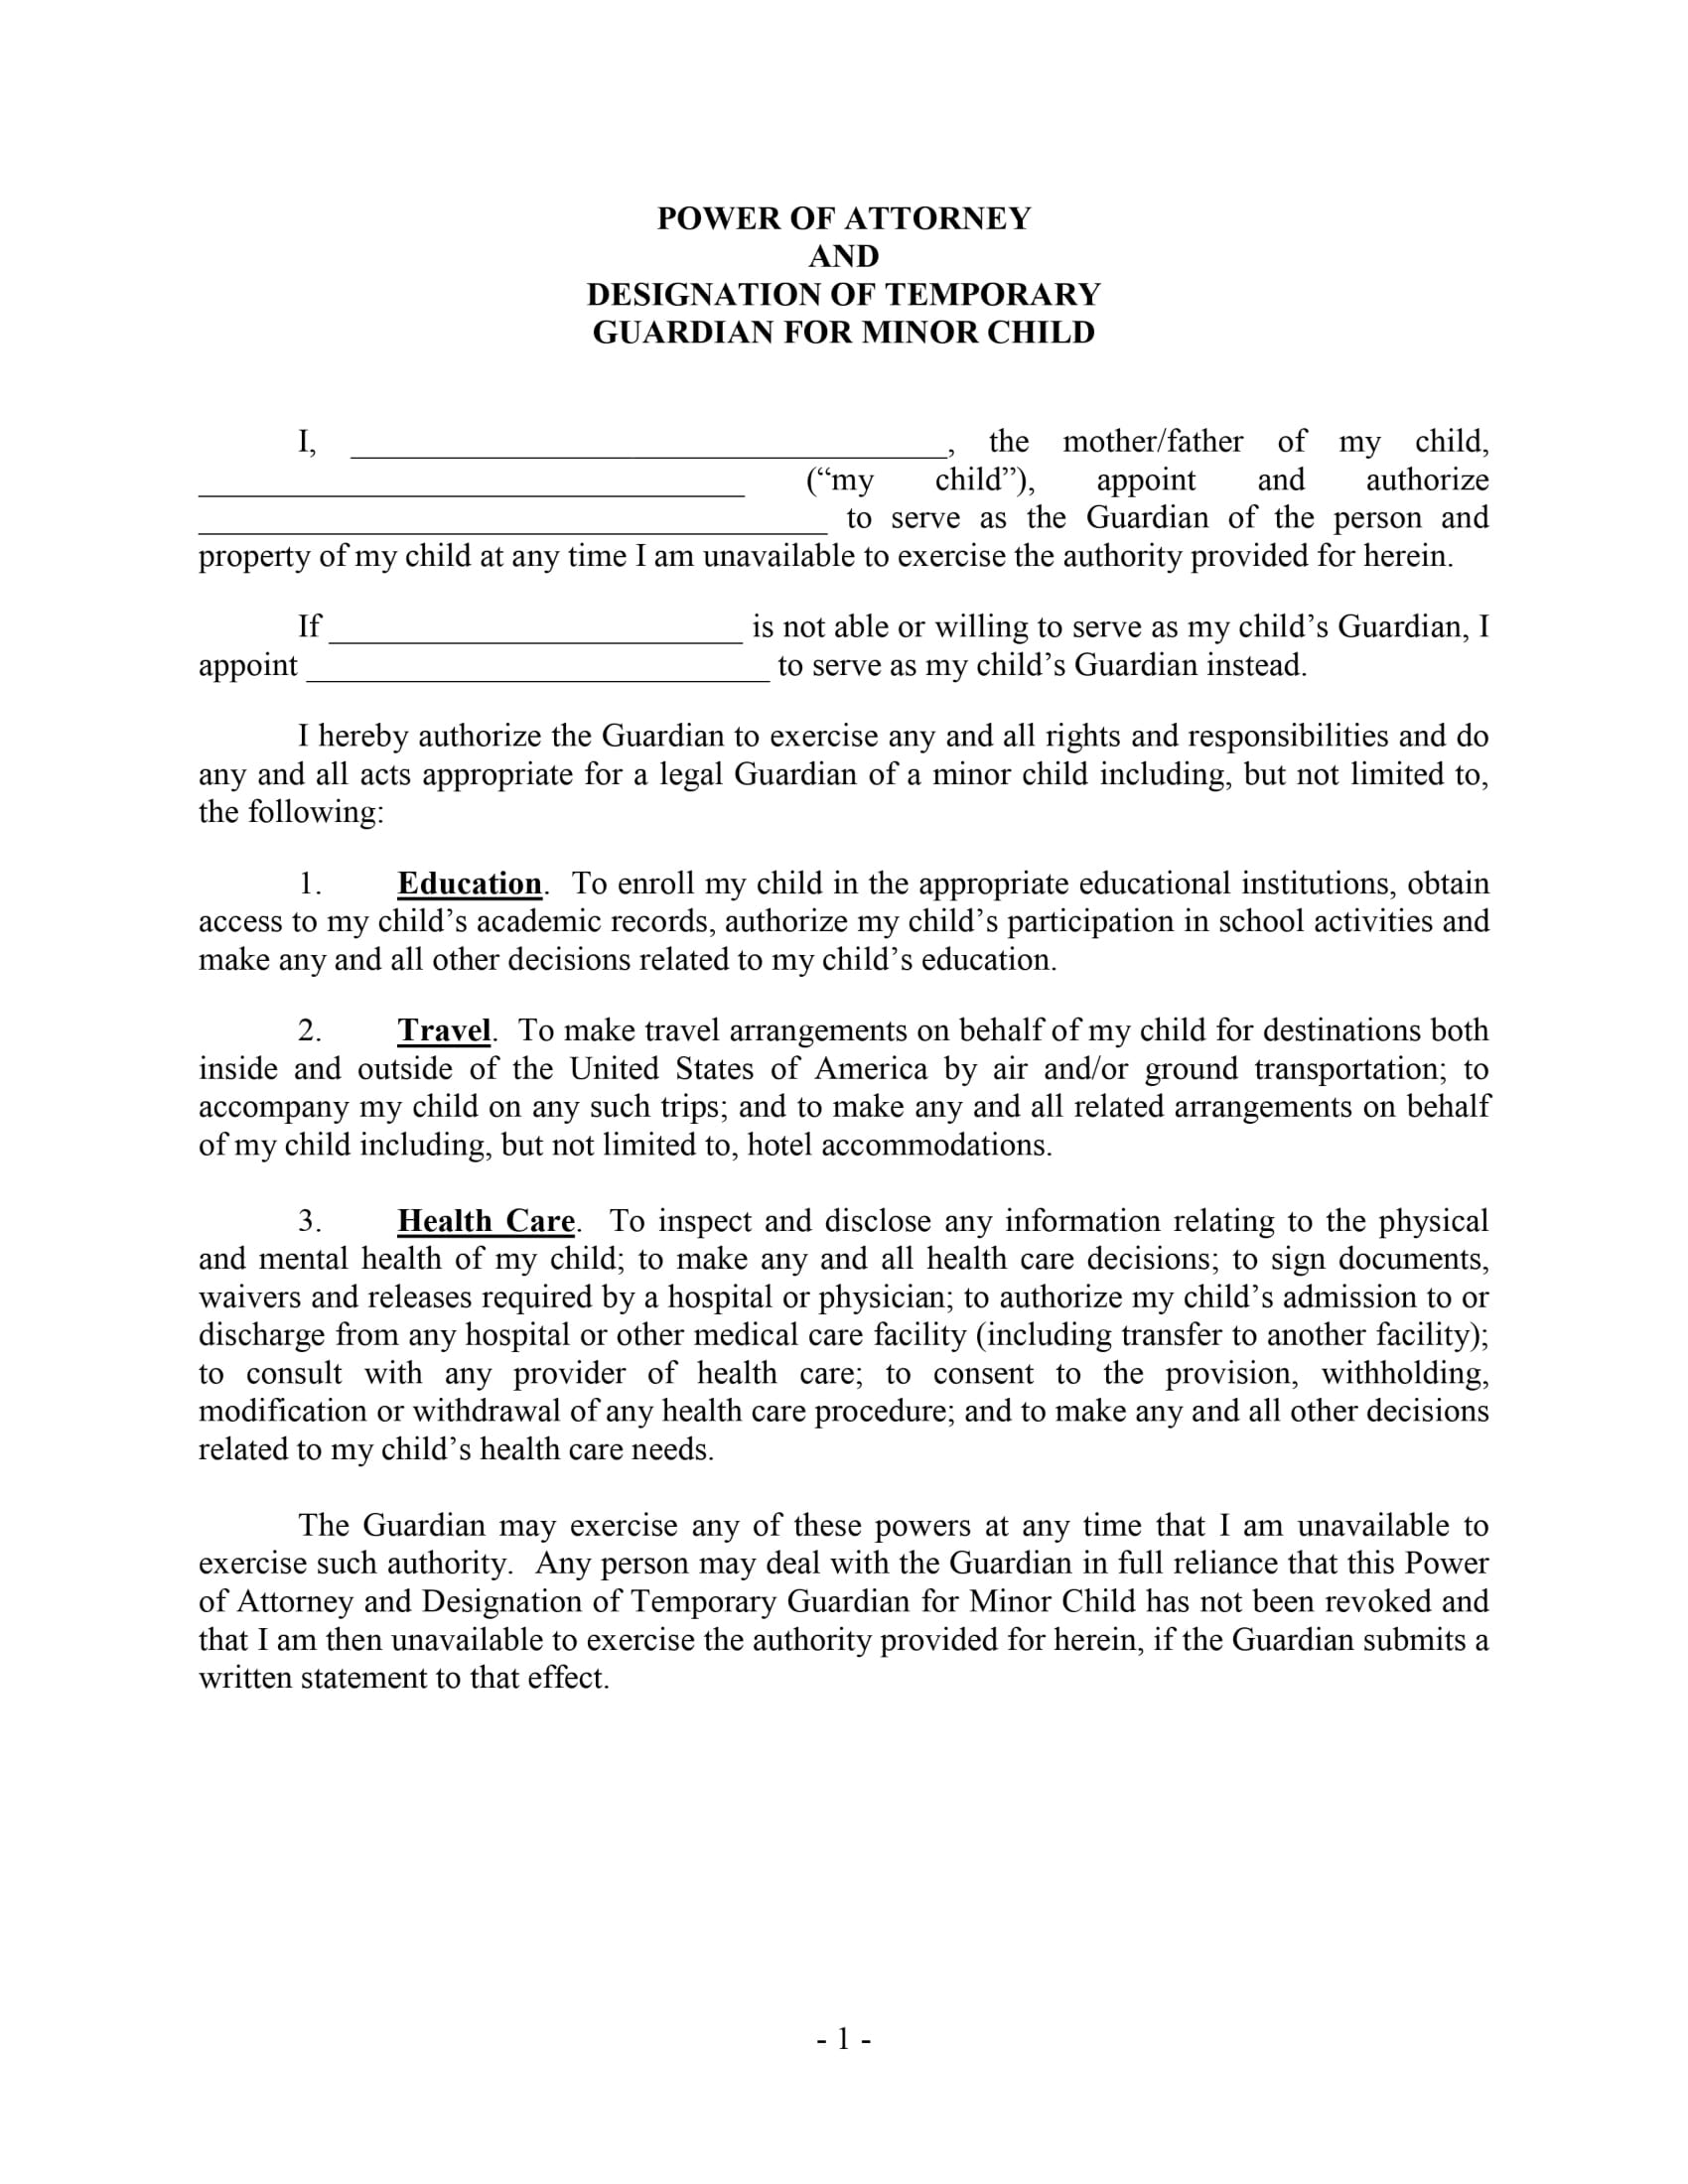 POWER OF ATTORNEY
AND
DESIGNATION OF TEMPORARY
GUARDIAN FOR MINOR CHILD
I, ____________________________________, the mother/father of my child,
_________________________________ (“my child”), appoint and authorize
______________________________________ to serve as the Guardian of the person and
property of my child at any time I am unavailable to exercise the authority provided for herein.
If _________________________ is not able or willing to serve as my child’s Guardian, I
appoint ____________________________ to serve as my child’s Guardian instead.
I hereby authorize the Guardian to exercise any and all rights and responsibilities and do
any and all acts appropriate for a legal Guardian of a minor child including, but not limited to,
the following:
1. Education. To enroll my child in the appropriate educational institutions, obtain
access to my child’s academic records, authorize my child’s participation in school activities and
make any and all other decisions related to my child’s education.
2. Travel. To make travel arrangements on behalf of my child for destinations both
inside and outside of the United States of America by air and/or ground transportation; to
accompany my child on any such trips; and to make any and all related arrangements on behalf
of my child including, but not limited to, hotel accommodations.
3. Health Care. To inspect and disclose any information relating to the physical
and mental health of my child; to make any and all health care decisions; to sign documents,
waivers and releases required by a hospital or physician; to authorize my child’s admission to or
discharge from any hospital or other medical care facility (including transfer to another facility);
to consult with any provider of health care; to consent to the provision, withholding,
modification or withdrawal of any health care procedure; and to make any and all other decisions
related to my child’s health care needs.
The Guardian may exercise any of these powers at any time that I am unavailable to
exercise such authority. Any person may deal with the Guardian in full reliance that this Power
of Attorney and Designation of Temporary Guardian for Minor Child has not been revoked and
that I am then unavailable to exercise the authority provided for herein, if the Guardian submits a
written statement to that effect.
- 1 -